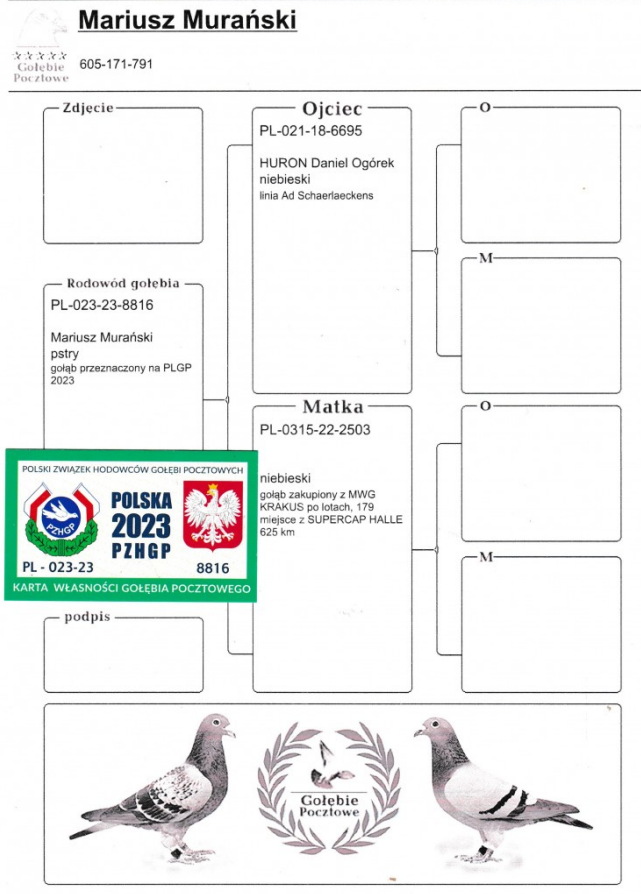 Mariusz Murański
Gołębie
Pocztowe
605-171-791
Zdjęcie
Ojciec
PL-021-18-6695
HURON Daniel Ogórek
niebieski
linia Ad Schaerlaeckens
O
M
Rodowód gołębia
PL-023-23-8816
Mariusz Murański
pstry
gołąb przeznaczony na PLGP
2023
Matka
PL-0315-22-2503
niebieski
gołąb zakupiony z MWG
KRAKUS po lotach, 179
miejsce z SUPERCAP HALLE
625 km
O
M
POLSKI ZWIĄZEK HODOWCÓW GOŁĘBI POCZTOWYCH
PZHGP
POLSKA
2023
PZHGP
PL - 023-23
8816
KARTA WŁASNOŚCI GOŁĘBIA POCZTOWEGO
podpis
Gołębie
Pocztowe